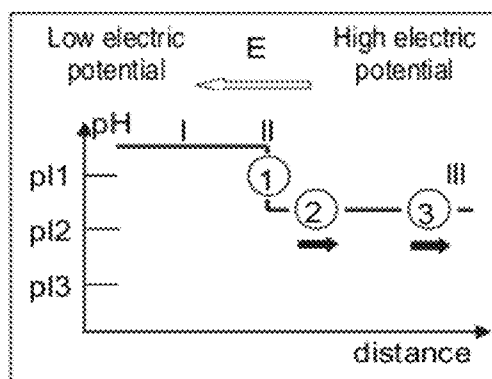 Low electric potential
E
High electric potential
pH
I
II
III
pI1
1
2
3
pI2
pI3
distance